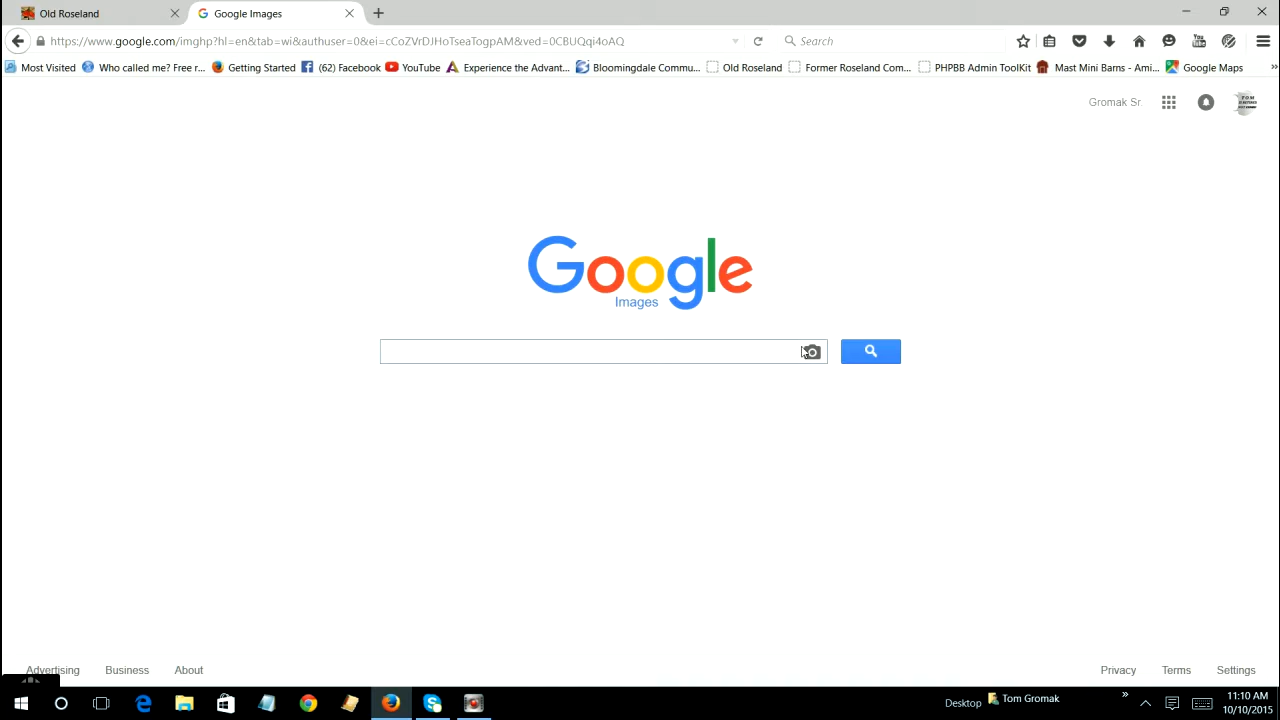 Old Roseland
Google Images
https://www.google.com/imghp?hl=en&tab=wi&authuser=0&ei=cCoZVrDJHoTseaTogpAM&ved=0CBUQqi4oAQ
Search
Most Visited
Who called me? Free r...
Getting Started
(62) Facebook
YouTube
Experience the Advant...
Bloomingdale Commu...
Old Roseland
Former Roseland Com...
PHPBB Admin ToolKit
Mast Mini Barns - Ami...
Google Maps
Gromak Sr
Google
Images
Advertising
Business
About
Privacy
Terms
Settings
Desktop
Tom Gromak
11:10 AM
10/10/2015